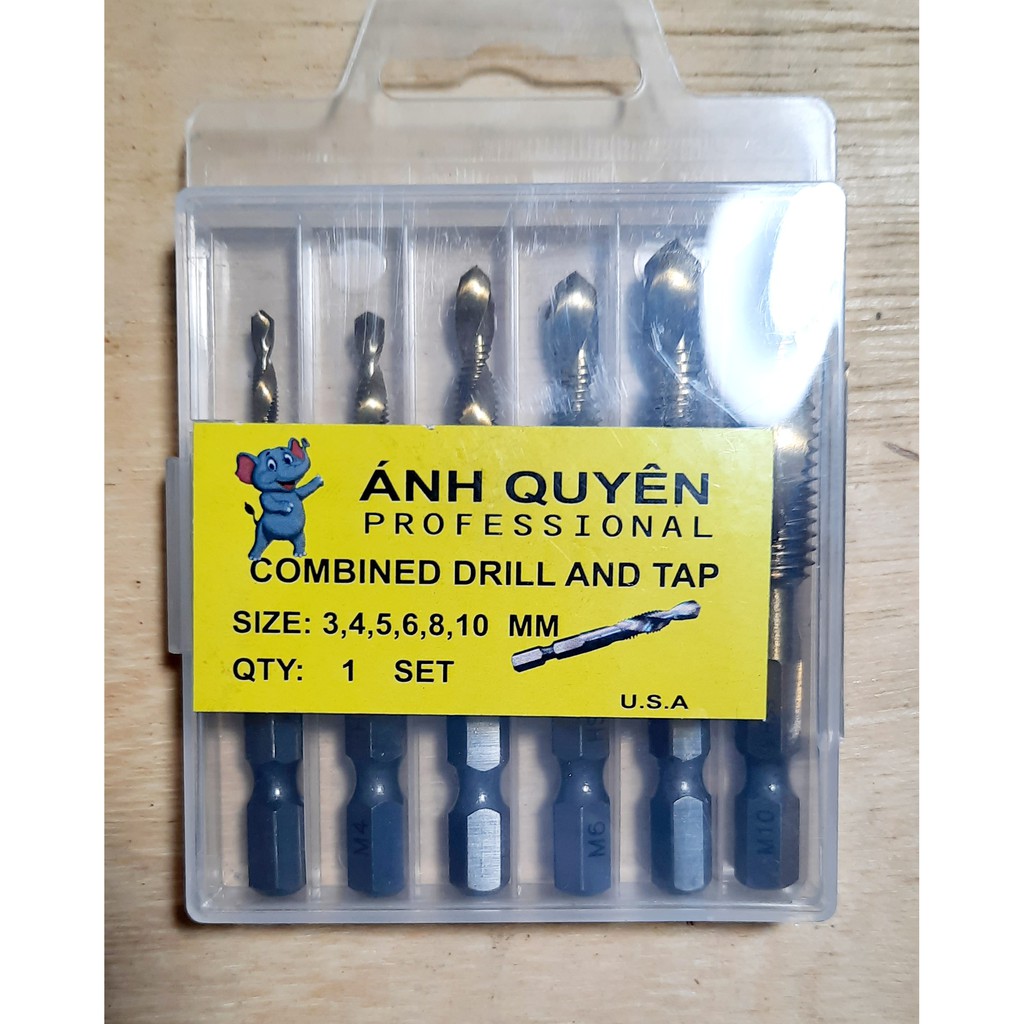 ÁNH QUYÊN
PROFESSIONAL
COMBINED DRILL AND TAP
SIZE: 3,4,5,6,8,10 MM
QTY: 1 SET
U.S.A
M4
M6
M10